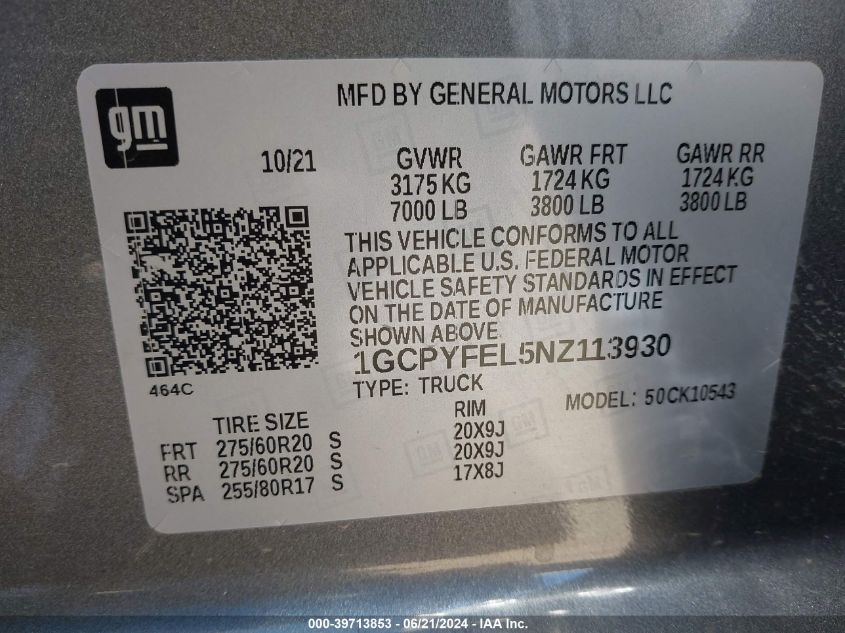 gm
MFD BY GENERAL MOTORS LLC
10/21 GVWR GAWR FRT GAWR RR
3175 KG 1724 KG 1724 KG
7000 LB 3800 LB 3800 LB
THIS VEHICLE CONFORMS TO ALL
APPLICABLE U.S. FEDERAL MOTOR
VEHICLE SAFETY STANDARDS IN EFFECT
ON THE DATE OF MANUFACTURE
SHOWN ABOVE
1GCPYFEL5NZ113930
464C
TYPE: TRUCK MODEL: 50CK10543
TIRE SIZE RIM
FRT 275/60R20 S 20X9J
RR 275/60R20 S 20X9J
SPA 255/80R17 S 17X8J
000-39713853 - 06/21/2024 - IAA, Inc.